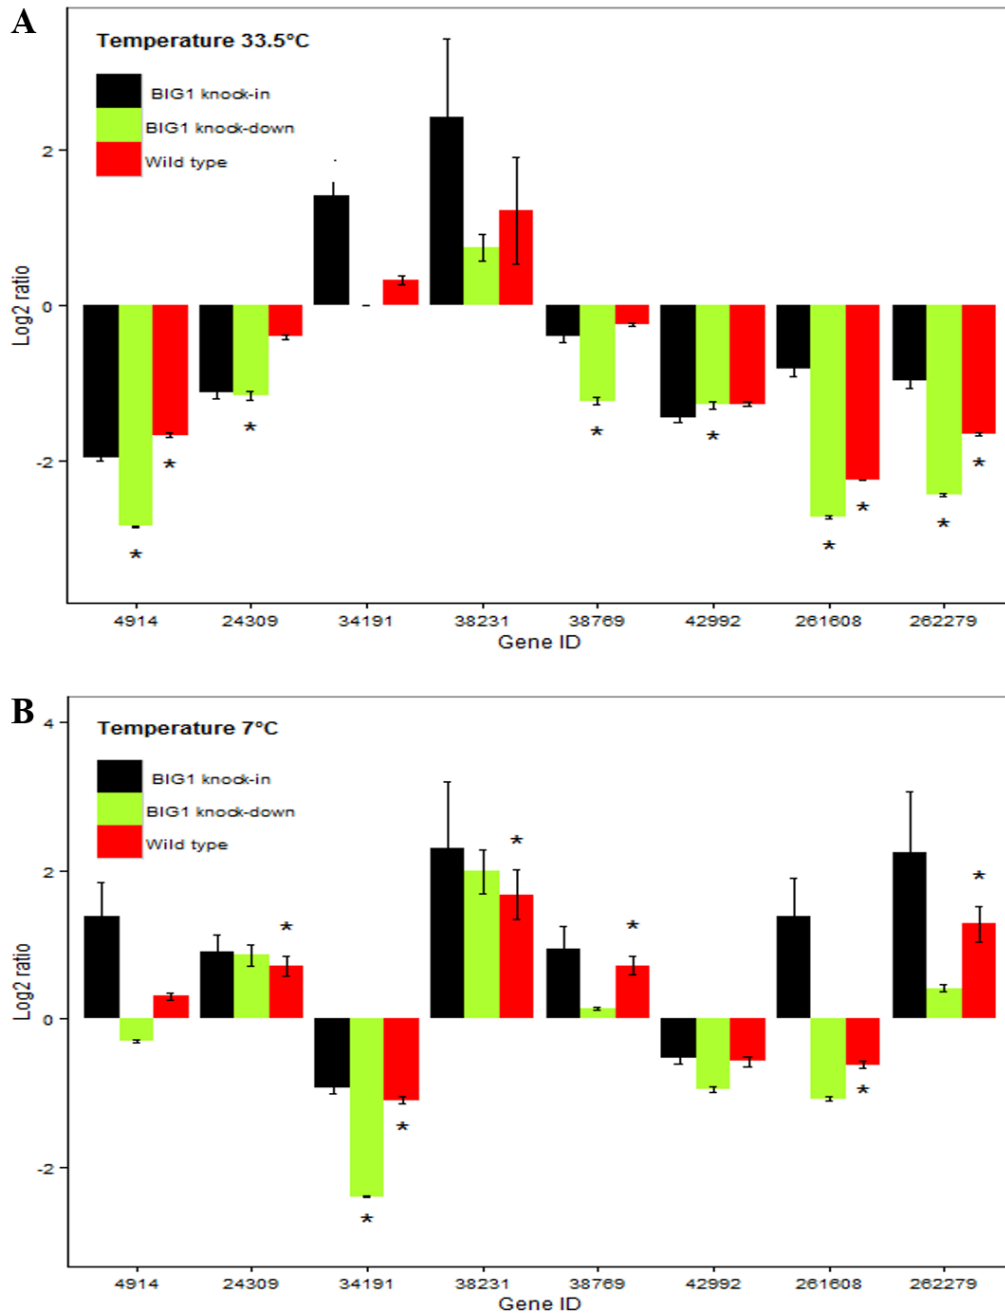 A
Temperature 33.5°C
BIG1 knock-in
BIG1 knock-down
Wild type
2
0
-2
Log2 ratio
* * * * * * * * *
4914 24309 34191 38231 38769 42992 261608 262279
Gene ID
B
Temperature 7°C
BIG1 knock-in
BIG1 knock-down
Wild type
4
2
0
-2
Log2 ratio
* * * * * * *
4914 24309 34191 38231 38769 42992 261608 262279
Gene ID